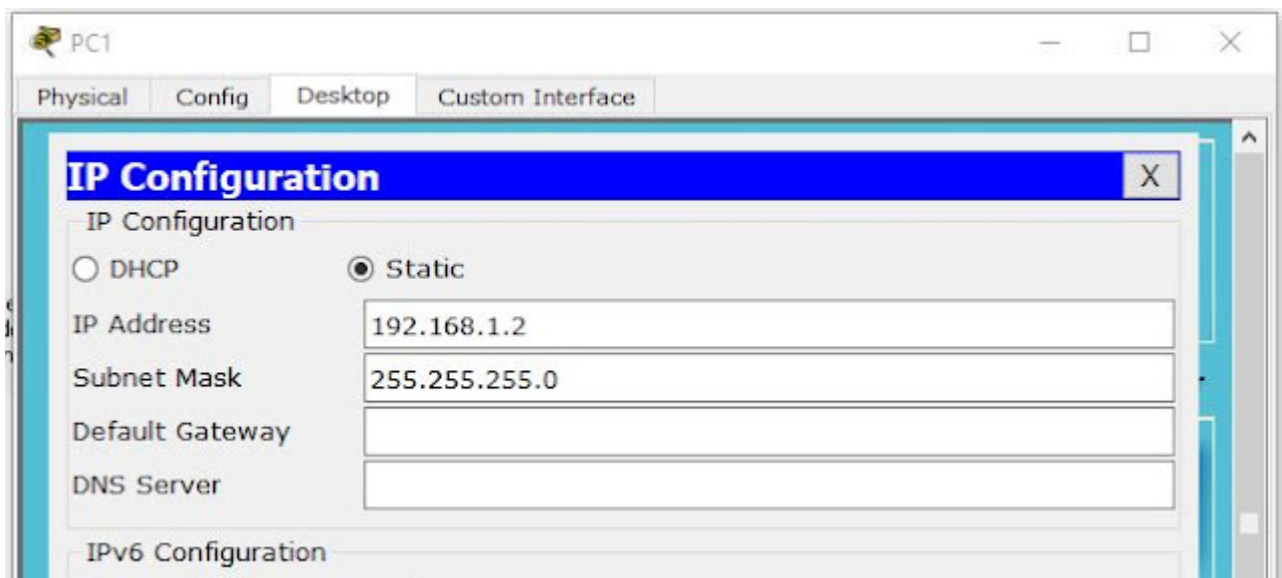 PC1
Physical Config Desktop Custom Interface
IP Configuration X
IP Configuration
DHCP Static
IP Address 192.168.1.2
Subnet Mask 255.255.255.0
Default Gateway
DNS Server
IPv6 Configuration